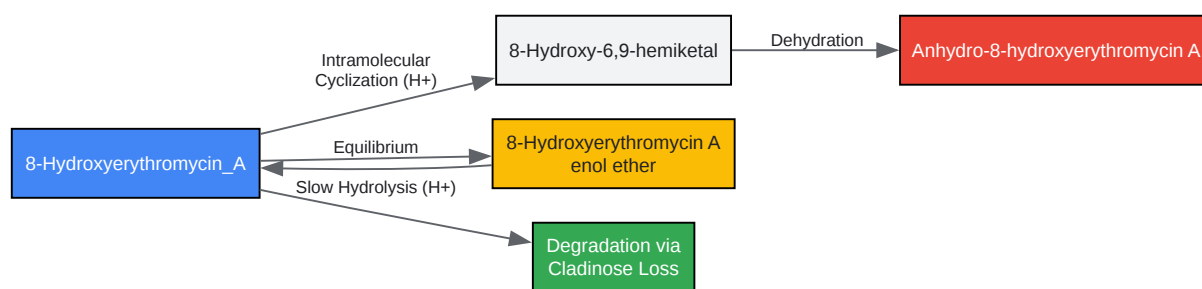 8-Hydroxy-6,9-hemiketal
Dehydration
Anhydro-8-hydroxyerythromycin A
Intramolecular
Cyclization (H+)
8-Hydroxyerythromycin_A
Equilibrium
8-Hydroxyerythromycin A
enol ether
Slow Hydrolysis (H+)
Degradation via
Cladinose Loss